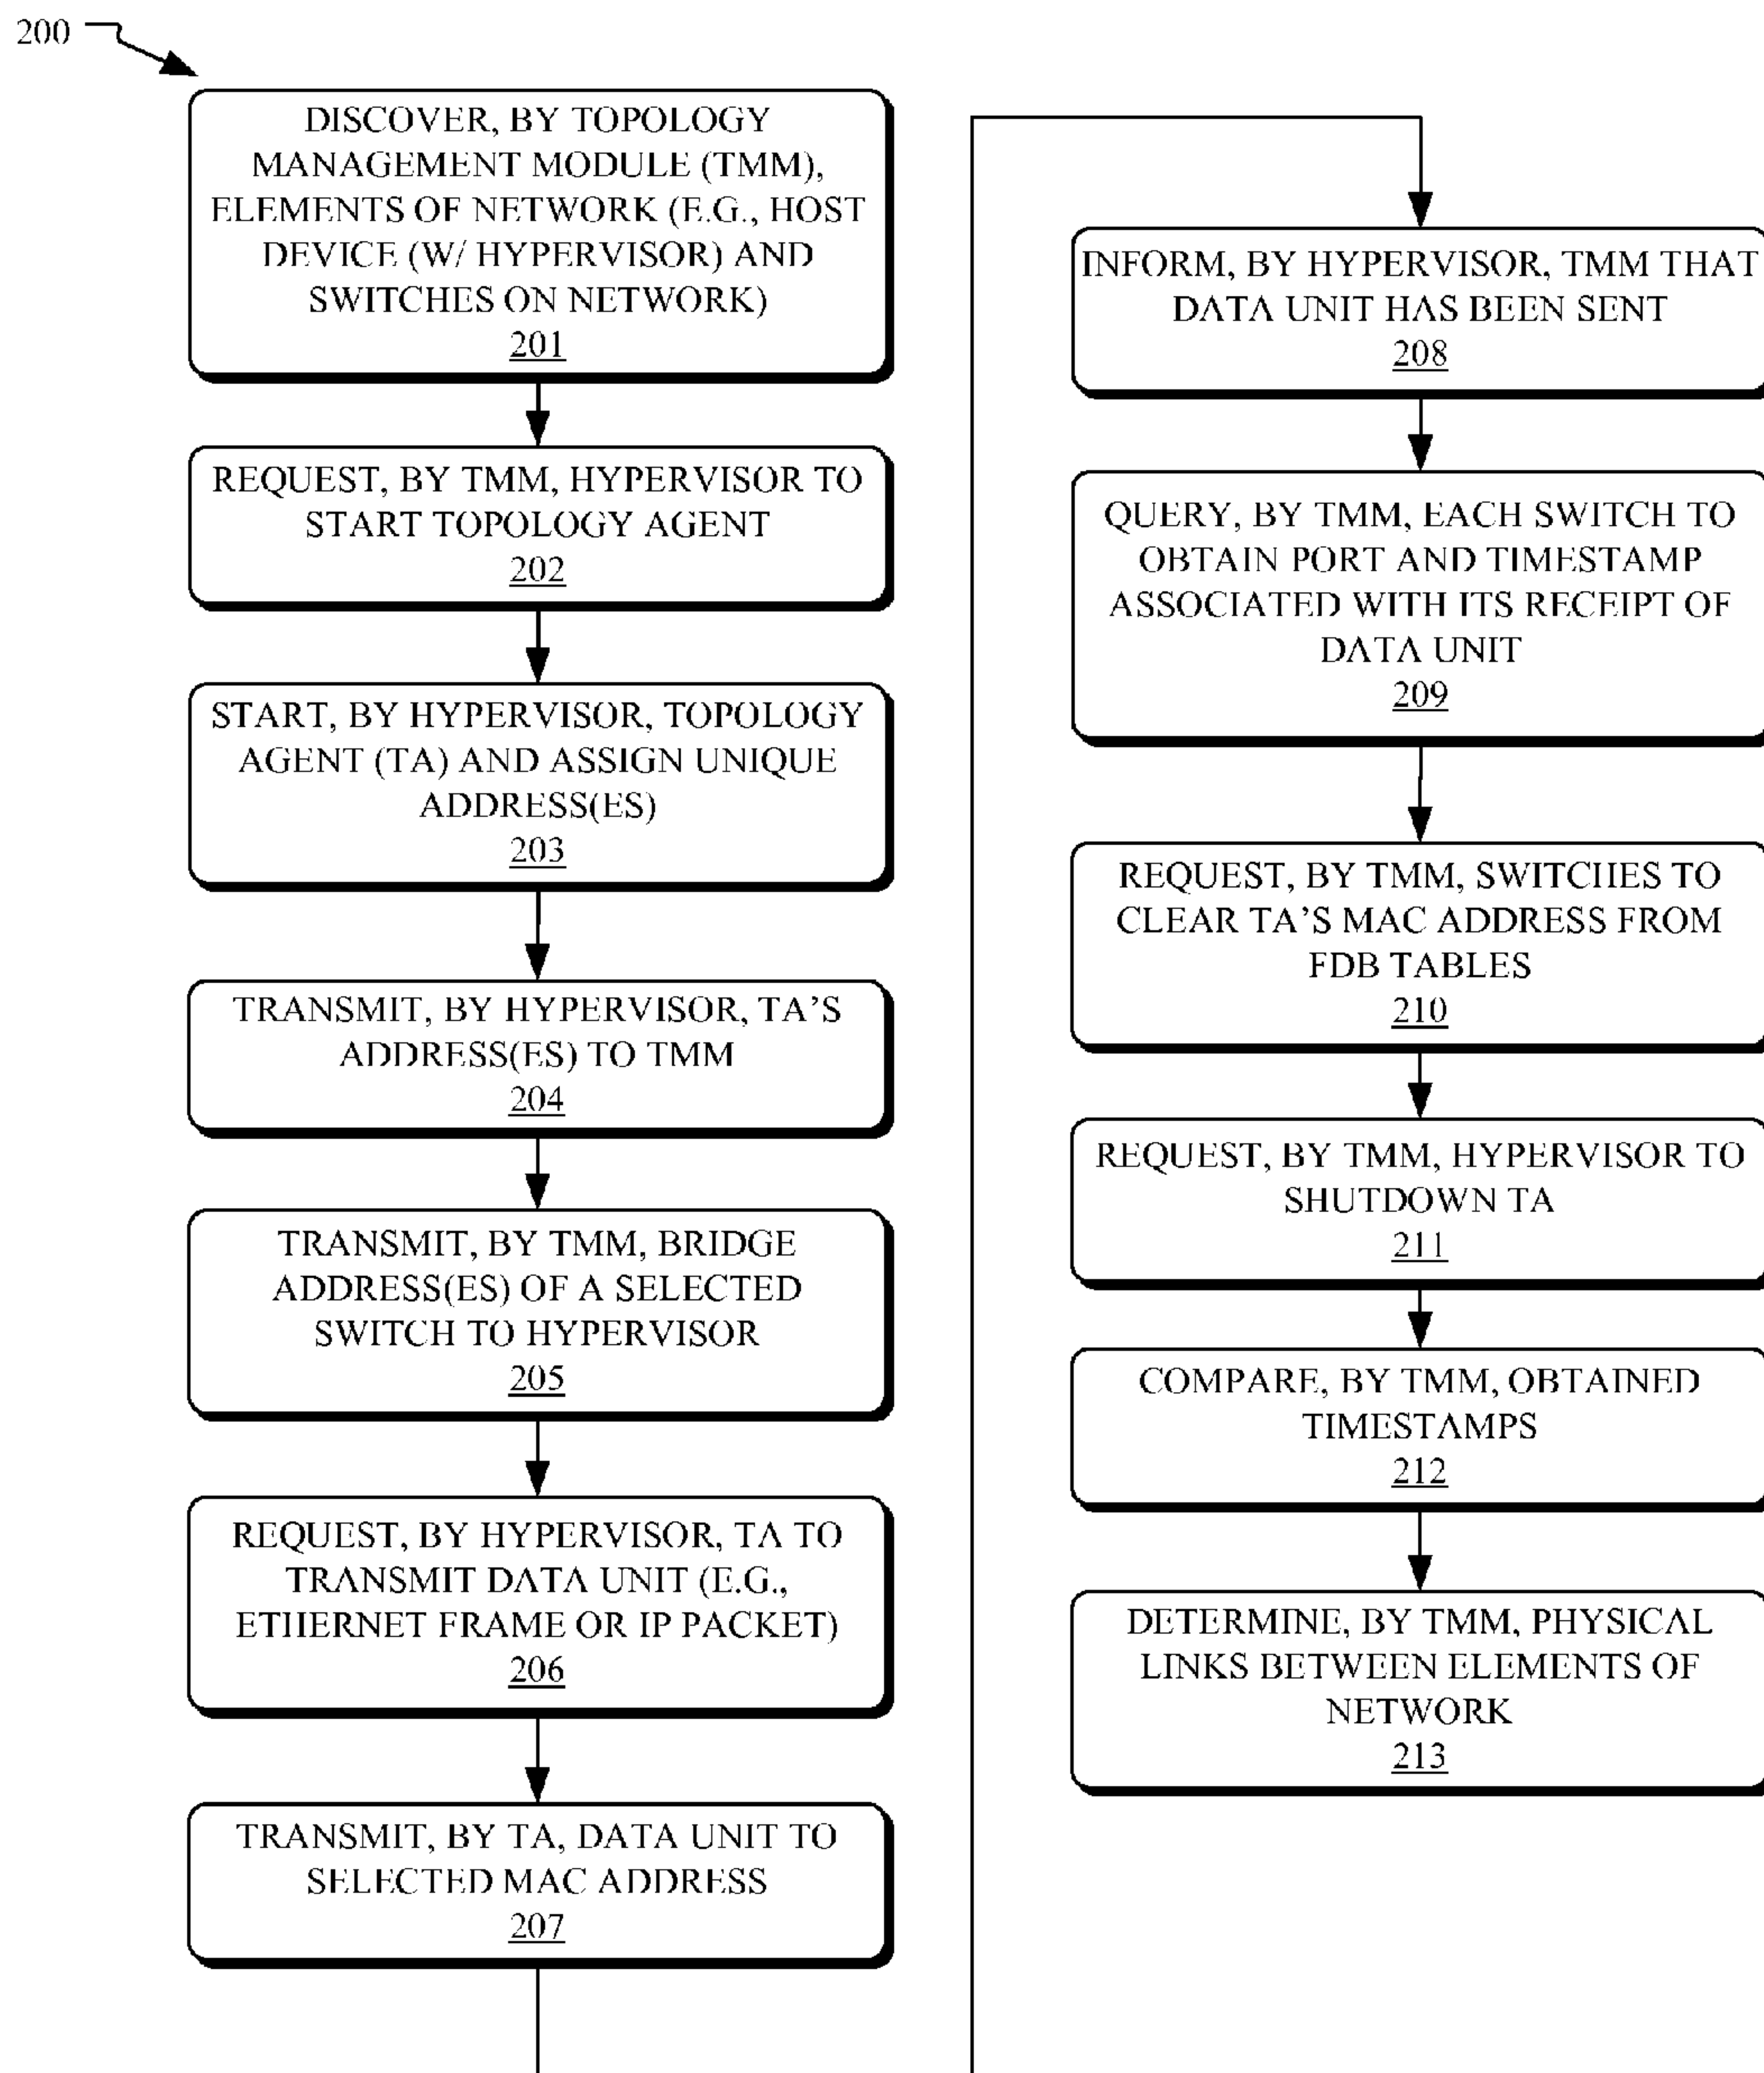 200
DISCOVER, BY TOPOLOGY
MANAGEMENT MODULE (TMM),
ELEMENTS OF NETWORK (E.G., HOST
DEVICE (W/ HYPERVISOR) AND
SWITCHES ON NETWORK)
201
REQUEST, BY TMM, HYPERVISOR TO
START TOPOLOGY AGENT
202
START, BY HYPERVISOR, TOPOLOGY
AGENT (TA) AND ASSIGN UNIQUE
ADDRESS(ES)
203
TRANSMIT, BY HYPERVISOR, TA'S
ADDRESS(ES) TO TMM
204
TRANSMIT, BY TMM, BRIDGE
ADDRESS(ES) OF A SELECTED
SWITCH TO HYPERVISOR
205
REQUEST, BY HYPERVISOR, TA TO
TRANSMIT DATA UNIT (E.G.,
ETHERNET FRAME OR IP PACKET)
206
TRANSMIT, BY TA, DATA UNIT TO
SELECTED MAC ADDRESS
207
INFORM, BY HYPERVISOR, TMM THAT
DATA UNIT HAS BEEN SENT
208
QUERY, BY TMM, EACH SWITCH TO
OBTAIN PORT AND TIMESTAMP
ASSOCIATED WITH ITS RECEIPT OF
DATA UNIT
209
REQUEST, BY TMM, SWITCHES TO
CLEAR TA'S MAC ADDRESS FROM
FDB TABLES
210
REQUEST, BY TMM, HYPERVISOR TO
SHUTDOWN TA
211
COMPARE, BY TMM, OBTAINED
TIMESTAMPS
212
DETERMINE, BY TMM, PHYSICAL
LINKS BETWEEN ELEMENTS OF
NETWORK
213